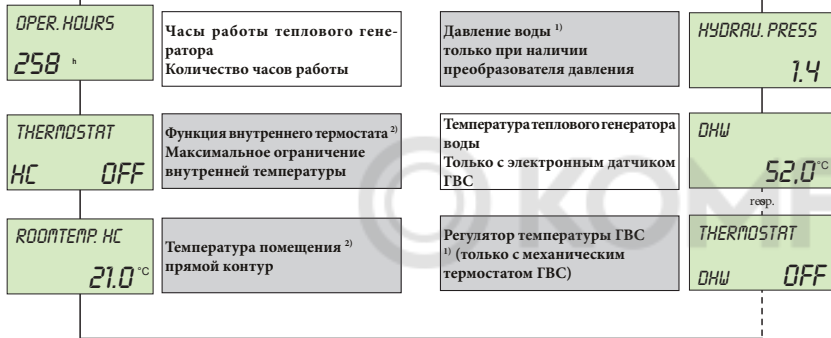 OPER. HOURS
258 h
Часы работы теплового гене-
ратора
Количество часов работы
THERMOSTAT
HC OFF
Функция внутреннего термостата 2)
Максимальное ограничение
внутренней температуры
ROOMTEMP. HC
21.0 °C
Температура помещения 2)
прямой контур
Давление воды 1)
только при наличии
преобразователя давления
HYDRAU. PRESS
1.4
Температура теплового генератора
воды
Только с электронным датчиком
ГВС
DHW
52,0 °C
Регулятор температуры ГВС
1) (только с механическим
термостатом ГВС)
THERMOSTAT
DHW OFF